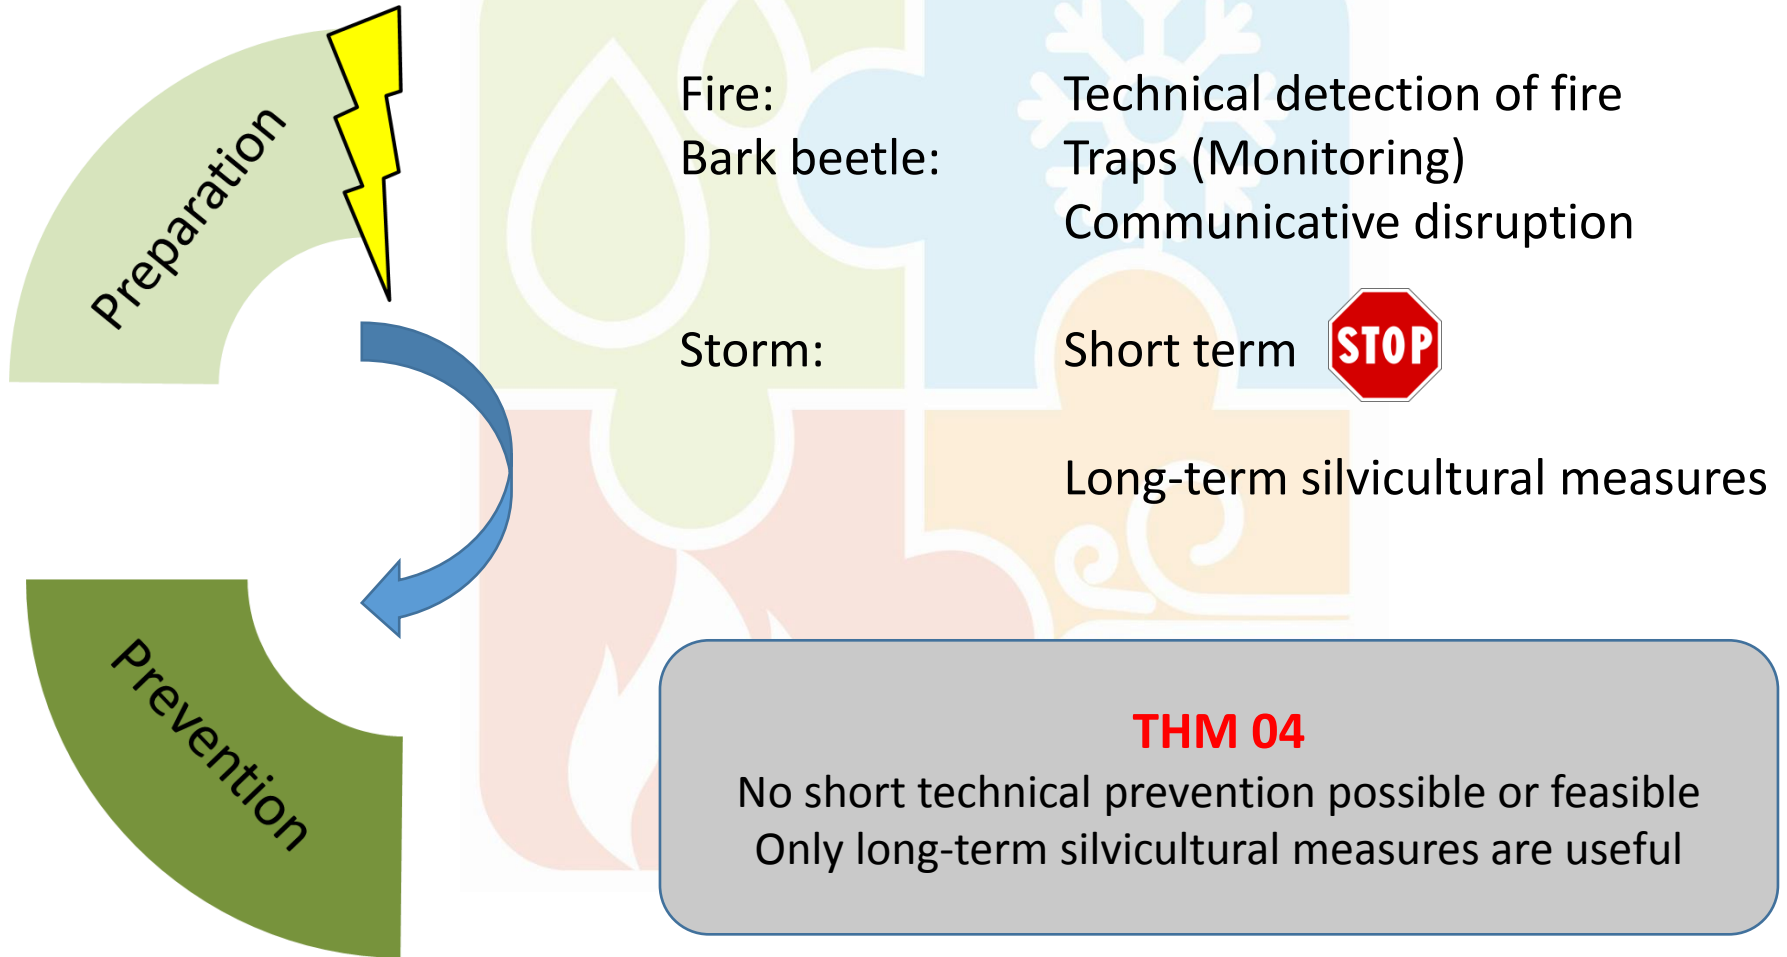 Preparation
Fire: Technical detection of fire
Bark beetle: Traps (Monitoring)
Communicative disruption
Storm: Short term STOP
Long-term silvicultural measures
Prevention
THM 04
No short technical prevention possible or feasible
Only long-term silvicultural measures are useful